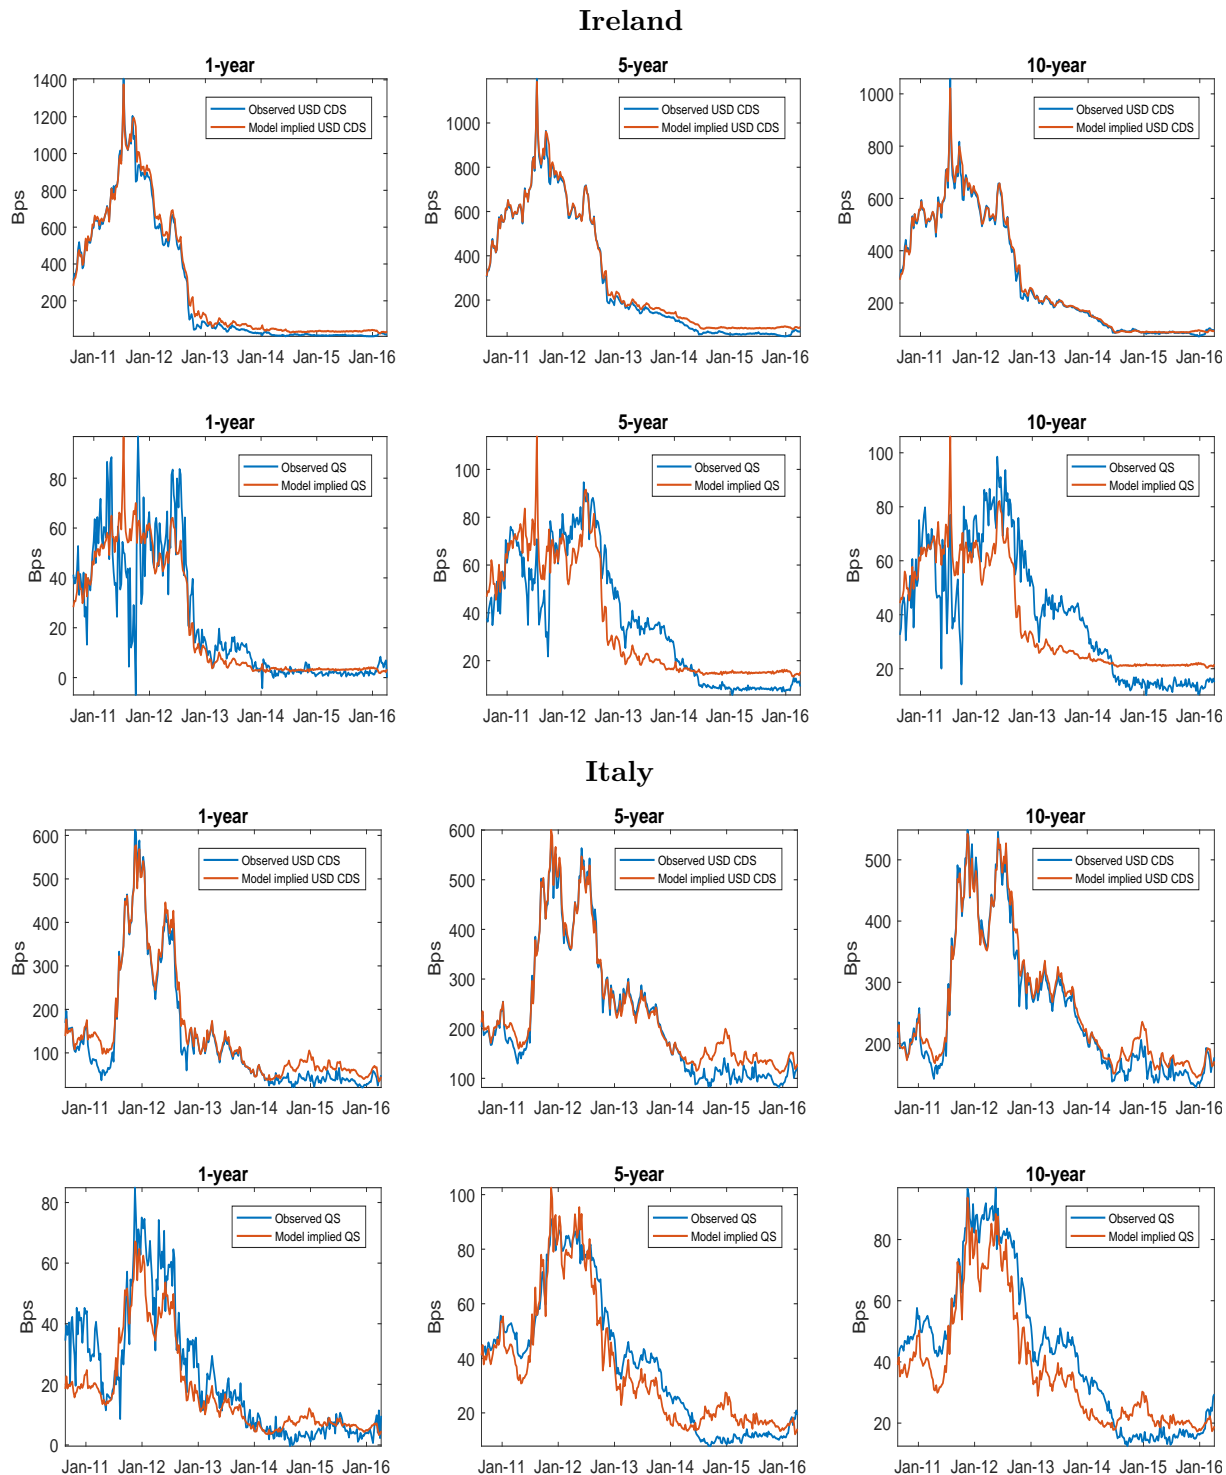 Ireland
1-year
5-year
10-year
Bps
1400
1200
1000
800
600
400
200
Observed USD CDS
Model implied USD CDS
Jan-11 Jan-12 Jan-13 Jan-14 Jan-15 Jan-16
Bps
1000
800
600
400
200
Observed USD CDS
Model implied USD CDS
Jan-11 Jan-12 Jan-13 Jan-14 Jan-15 Jan-16
Bps
1000
800
600
400
200
Observed USD CDS
Model implied USD CDS
Jan-11 Jan-12 Jan-13 Jan-14 Jan-15 Jan-16
1-year
5-year
10-year
Bps
80
60
40
20
0
Observed QS
Model implied QS
Jan-11 Jan-12 Jan-13 Jan-14 Jan-15 Jan-16
Bps
100
80
60
40
20
Observed QS
Model implied QS
Jan-11 Jan-12 Jan-13 Jan-14 Jan-15 Jan-16
Bps
100
80
60
40
20
Observed QS
Model implied QS
Jan-11 Jan-12 Jan-13 Jan-14 Jan-15 Jan-16
Italy
1-year
5-year
10-year
Bps
600
500
400
300
200
100
Observed USD CDS
Model implied USD CDS
Jan-11 Jan-12 Jan-13 Jan-14 Jan-15 Jan-16
Bps
600
500
400
300
200
100
Observed USD CDS
Model implied USD CDS
Jan-11 Jan-12 Jan-13 Jan-14 Jan-15 Jan-16
Bps
500
400
300
200
Observed USD CDS
Model implied USD CDS
Jan-11 Jan-12 Jan-13 Jan-14 Jan-15 Jan-16
1-year
5-year
10-year
Bps
80
60
40
20
0
Observed QS
Model implied QS
Jan-11 Jan-12 Jan-13 Jan-14 Jan-15 Jan-16
Bps
100
80
60
40
20
Observed QS
Model implied QS
Jan-11 Jan-12 Jan-13 Jan-14 Jan-15 Jan-16
Bps
80
60
40
20
Observed QS
Model implied QS
Jan-11 Jan-12 Jan-13 Jan-14 Jan-15 Jan-16